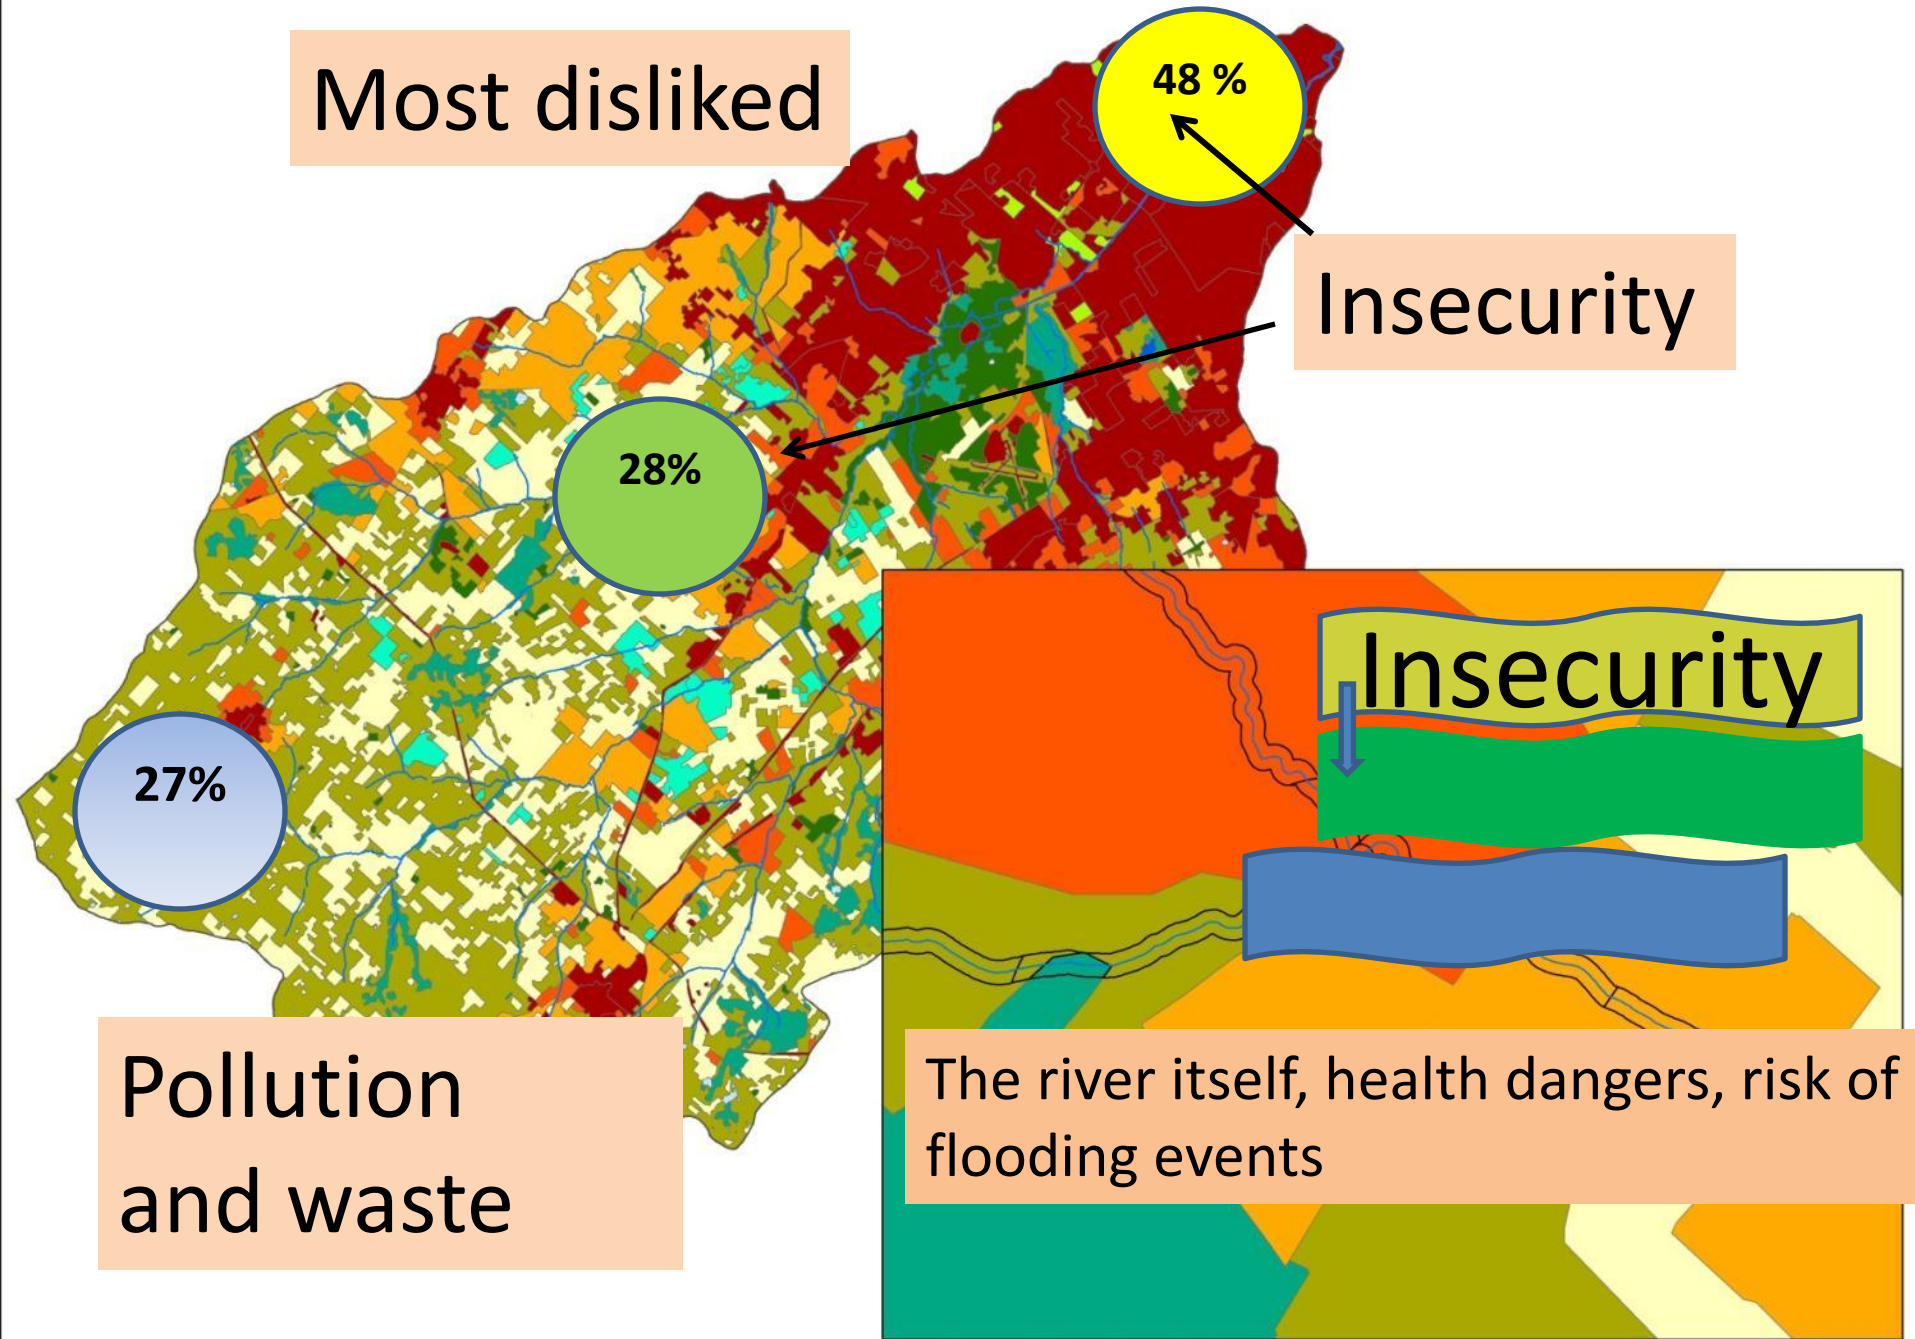 Most disliked
48 %
Insecurity
28%
Insecurity
27%
Pollution
and waste
The river itself, health dangers, risk of
flooding events